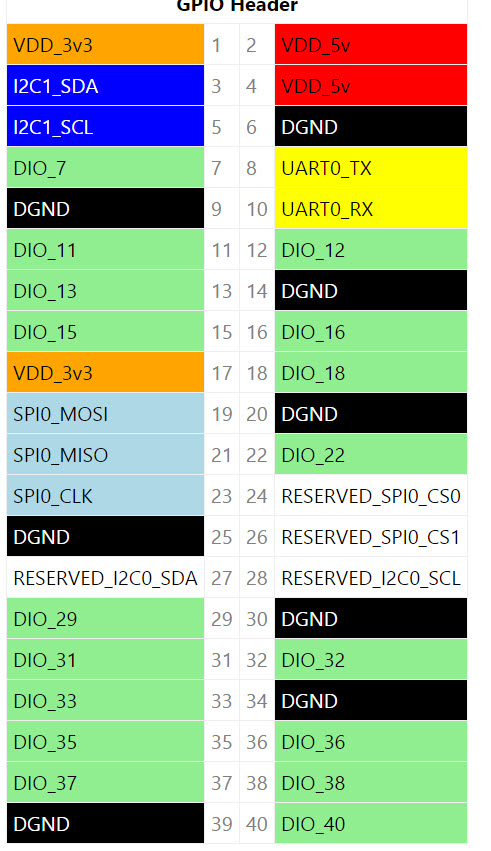 GPIO Header
VDD_3v3 1 2 VDD_5v
I2C1_SDA 3 4 VDD_5v
I2C1_SCL 5 6 DGND
DIO_7 7 8 UART0_TX
DGND 9 10 UART0_RX
DIO_11 11 12 DIO_12
DIO_13 13 14 DGND
DIO_15 15 16 DIO_16
VDD_3v3 17 18 DIO_18
SPI0_MOSI 19 20 DGND
SPI0_MISO 21 22 DIO_22
SPI0_CLK 23 24 RESERVED_SPI0_CS0
DGND 25 26 RESERVED_SPI0_CS1
RESERVED_I2C0_SDA 27 28 RESERVED_I2C0_SCL
DIO_29 29 30 DGND
DIO_31 31 32 DIO_32
DIO_33 33 34 DGND
DIO_35 35 36 DIO_36
DIO_37 37 38 DIO_38
DGND 39 40 DIO_40